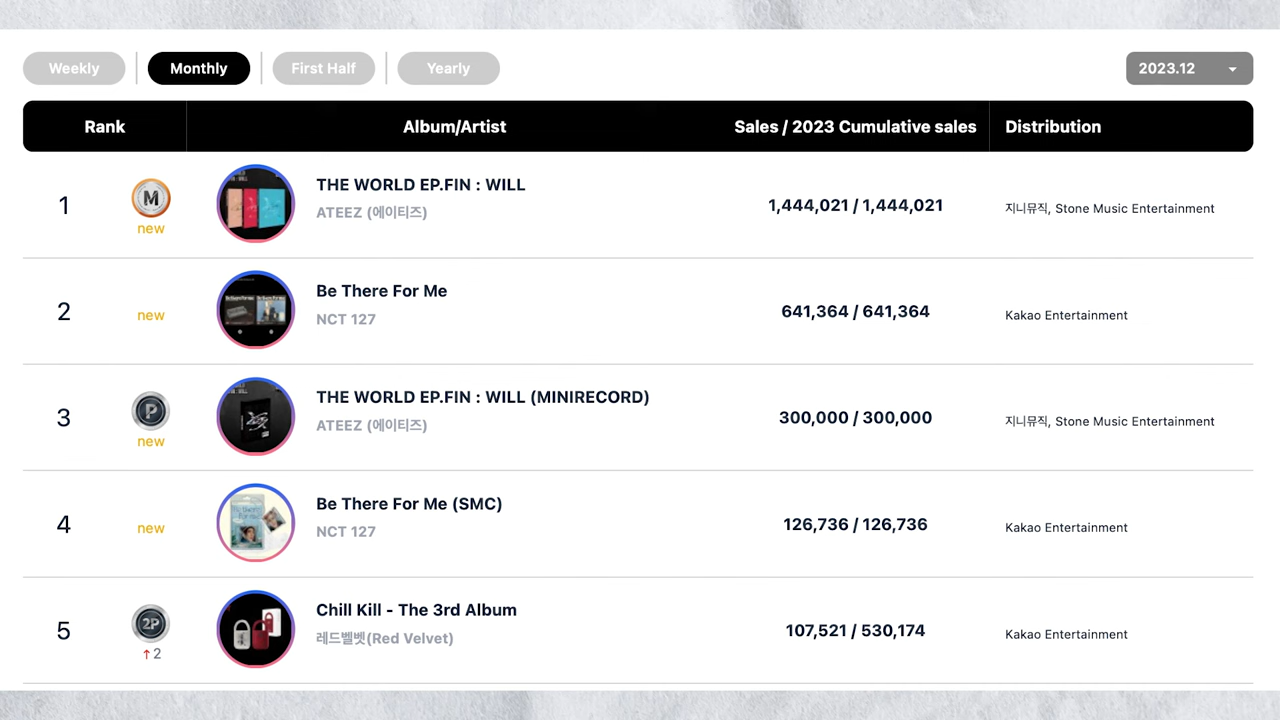 Weekly
Monthly
First Half
Yearly
2023.12
Rank
Album/Artist
Sales / 2023 Cumulative sales
Distribution
1
M
new
THE WORLD EP.FIN : WILL
ATEEZ (에이티즈)
1,444,021 / 1,444,021
지니뮤직, Stone Music Entertainment
2
new
Be There For Me
NCT 127
641,364 / 641,364
Kakao Entertainment
3
P
new
THE WORLD EP.FIN : WILL (MINIRECORD)
ATEEZ (에이티즈)
300,000 / 300,000
지니뮤직, Stone Music Entertainment
4
new
Be There For Me (SMC)
NCT 127
126,736 / 126,736
Kakao Entertainment
5
2P
↑2
Chill Kill - The 3rd Album
레드벨벳(Red Velvet)
107,521 / 530,174
Kakao Entertainment